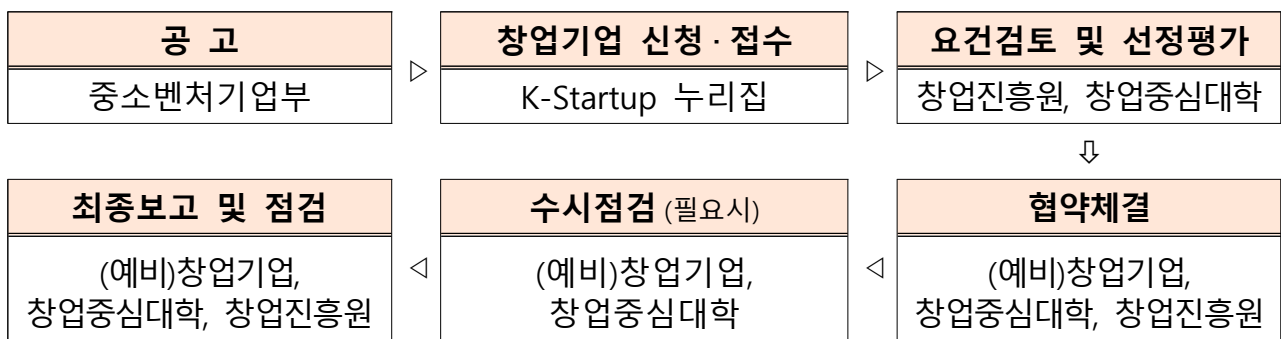 공 고
중소벤처기업부
▷
창업기업 신청·접수
K-Startup 누리집
▷
요건검토 및 선정평가
창업진흥원, 창업중심대학
⇩
협약체결
(예비)창업기업,
창업중심대학, 창업진흥원
◁
수시점검 (필요시)
(예비)창업기업,
창업중심대학
◁
최종보고 및 점검
(예비)창업기업,
창업중심대학, 창업진흥원